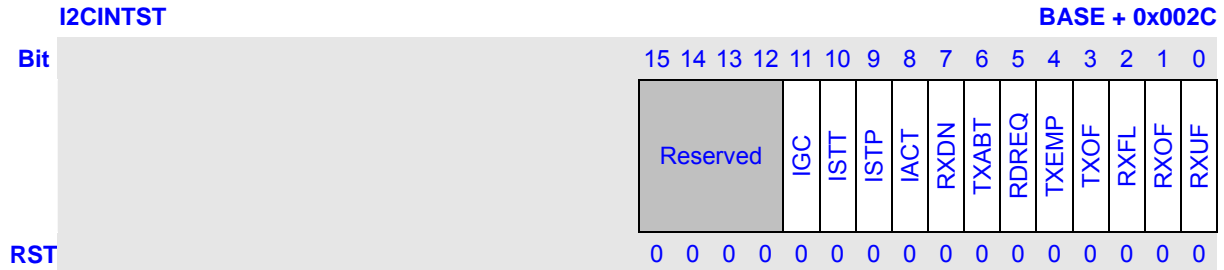 I2CINTST BASE + 0x002C
Bit 15 14 13 12 11 10 9 8 7 6 5 4 3 2 1 0
Reserved IGC ISTT ISTP IACT RXDN TXABT RDREQ TXEMP TXOF RXFL RXOF RXUF
RST 0 0 0 0 0 0 0 0 0 0 0 0 0 0 0 0